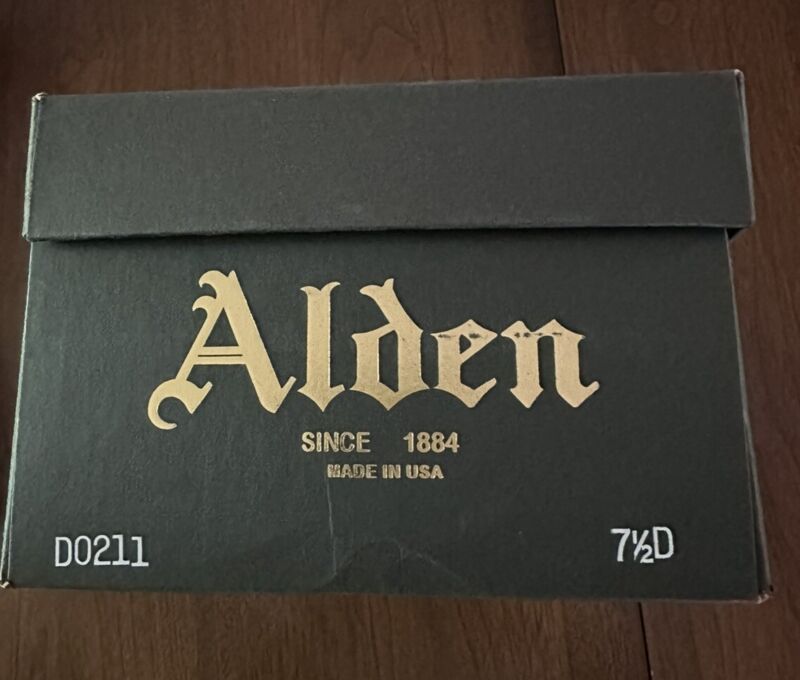 Alden
SINCE 1884
MADE IN USA
D0211 7½D